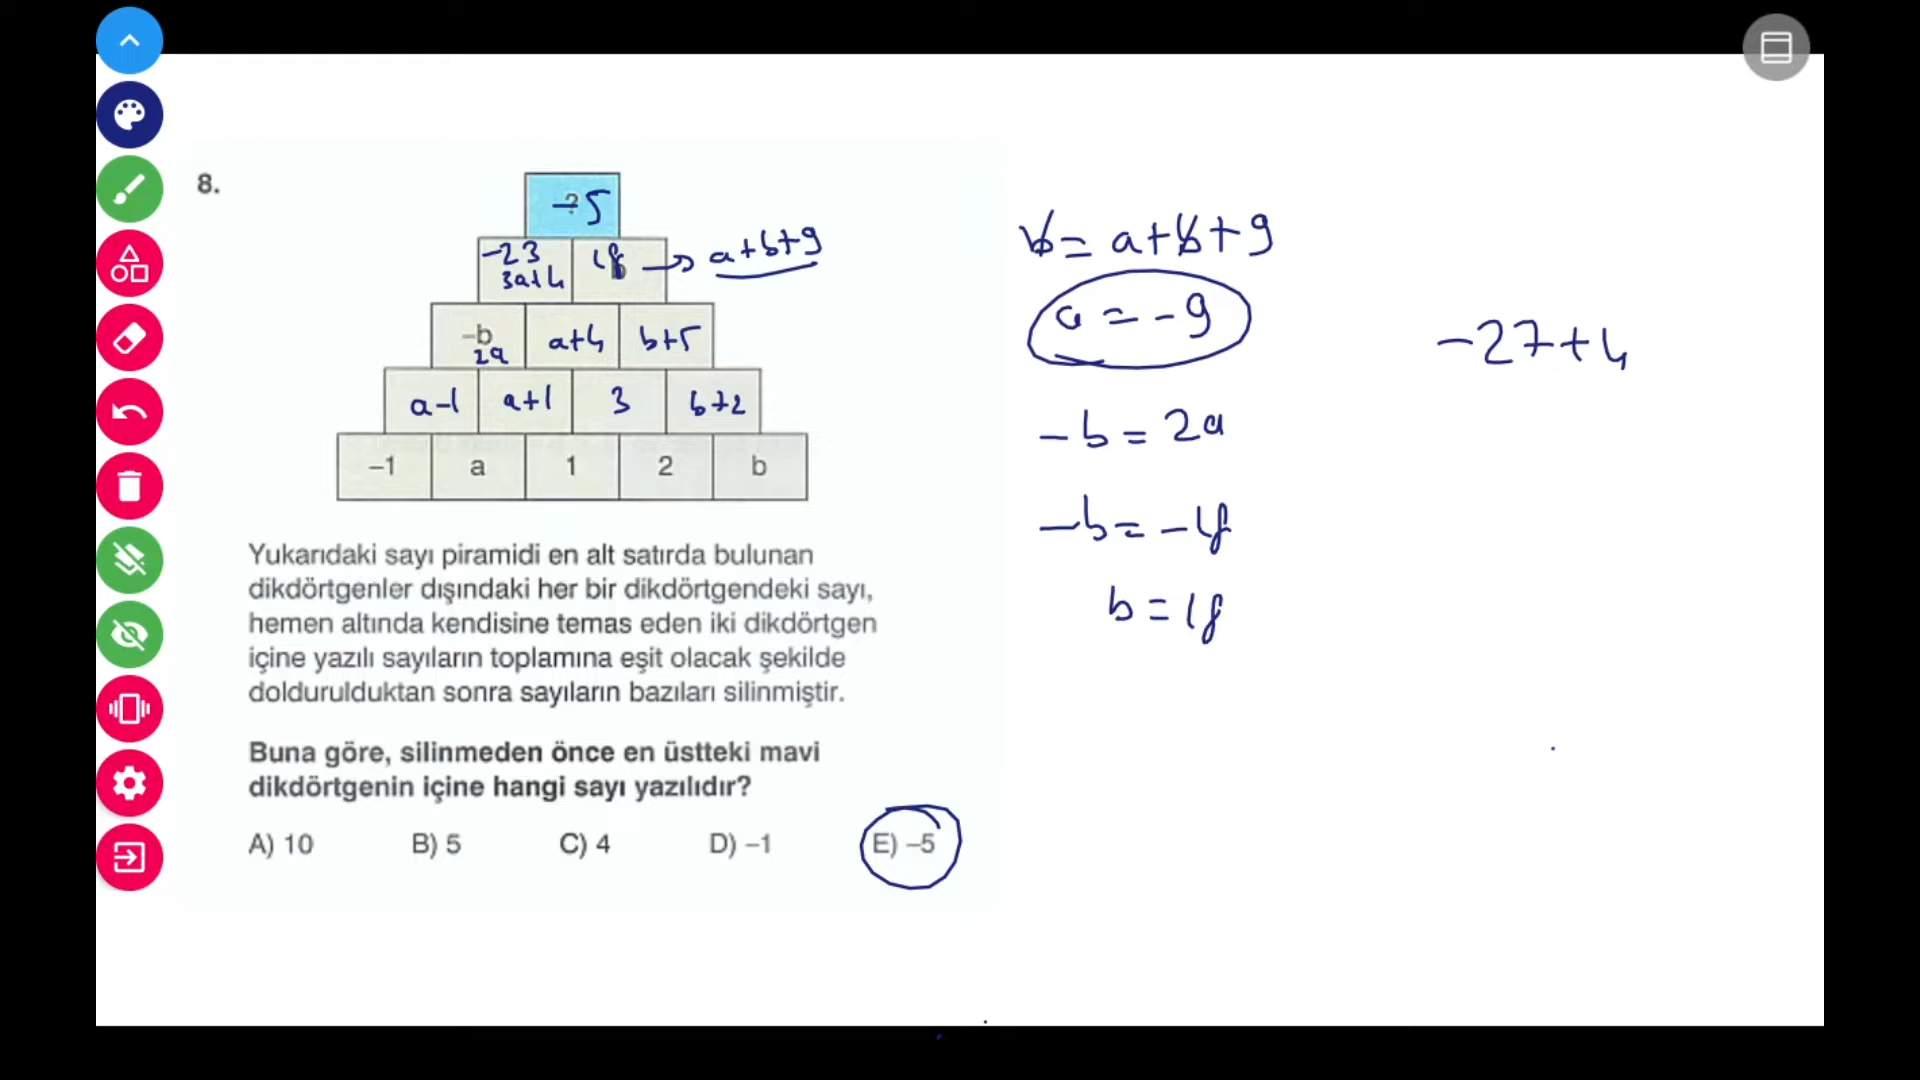 8.
-5
-23 18 → a+b+9
3a+4
-b a+4 b+5
2a
a-1 a+1 3 b+2
–1 a 1 2 b
Yukarıdaki sayı piramidi en alt satırda bulunan
dikdörtgenler dışındaki her bir dikdörtgendeki sayı,
hemen altında kendisine temas eden iki dikdörtgen
içine yazılı sayıların toplamına eşit olacak şekilde
doldurulduktan sonra sayıların bazıları silinmiştir.
Buna göre, silinmeden önce en üstteki mavi
dikdörtgenin içine hangi sayı yazılıdır?
A) 10 B) 5 C) 4 D) –1 E) –5
b = a+b+9
a = -9
-b = 2a
-b = -18
b = 18
-27+4